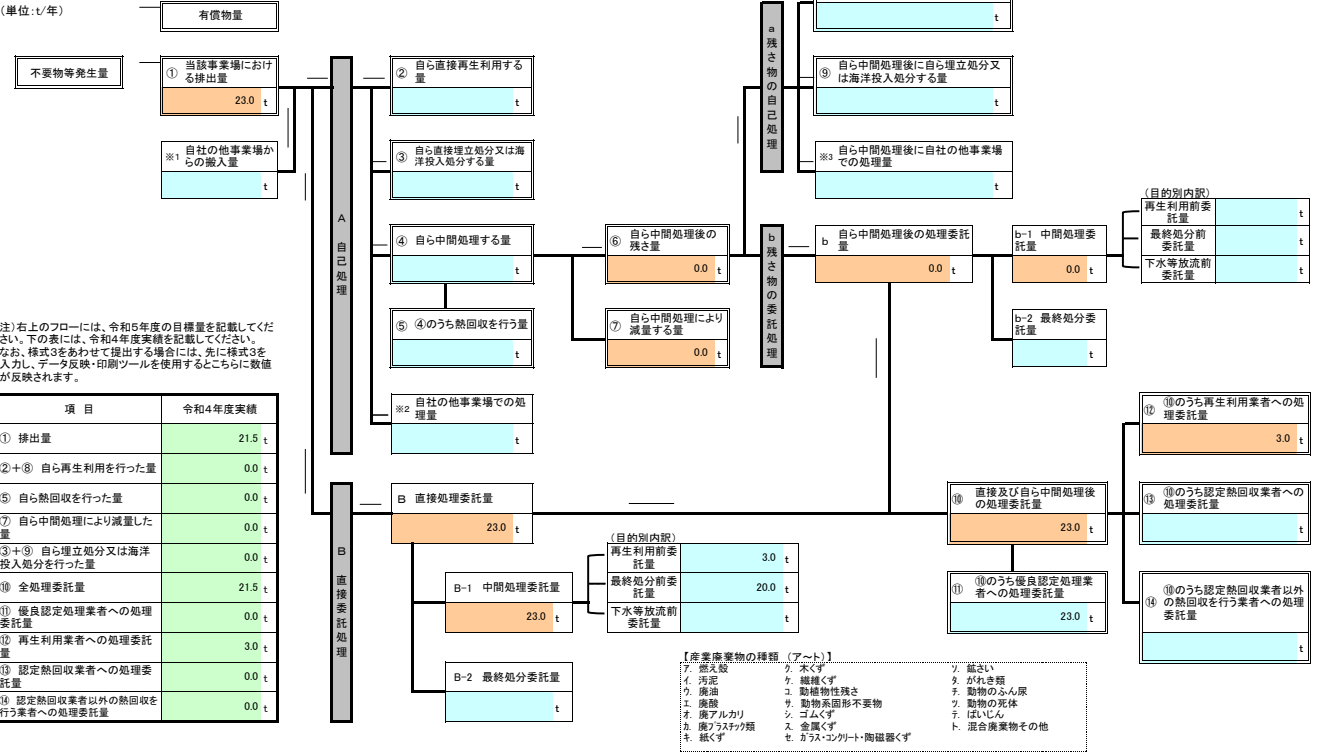 (単位:t/年)
有償物量
不要物等発生量
① 当該事業場におけ
る排出量
23.0 t
※1 自社の他事業場か
らの搬入量
t
A 自己処理
② 自ら直接再生利用する
量
t
③ 自ら直接埋立処分又は海
洋投入処分する量
t
④ 自ら中間処理する量
t
⑤ ④のうち熱回収を行う量
t
※2 自社の他事業場での処
理量
t
⑥ 自ら中間処理後の
残さ量
0.0 t
⑦ 自ら中間処理により
減量する量
0.0 t
a 残さ物の自己処理
t
⑨ 自ら中間処理後に自ら埋立処分又
は海洋投入処分する量
t
※3 自ら中間処理後に自社の他事業場
での処理量
t
b 残さ物の委託処理
b 自ら中間処理後の処理委託
量
0.0 t
b-1 中間処理委
託量
0.0 t
b-2 最終処分委
託量
t
(目的別内訳)
再生利用前委
託量
t
最終処分前
委託量
t
下水等放流前
委託量
t
注)右上のフローには、令和5年度の目標量を記載してくだ
さい。下の表には、令和4年度実績を記載してください。
なお、様式3をあわせて提出する場合には、先に様式3を
入力し、データ反映・印刷ツールを使用するとこちらに数値
が反映されます。
項 目 令和4年度実績
① 排出量 21.5 t
②+⑧ 自ら再生利用を行った量 0.0 t
⑤ 自ら熱回収を行った量 0.0 t
⑦ 自ら中間処理により減量した
量 0.0 t
③+⑨ 自ら埋立処分又は海洋
投入処分を行った量 0.0 t
⑩ 全処理委託量 21.5 t
⑪ 優良認定処理業者への処理
委託量 0.0 t
⑫ 再生利用業者への処理委託
量 3.0 t
⑬ 認定熱回収業者への処理委
託量 0.0 t
⑭ 認定熱回収業者以外の熱回収を
行う業者への処理委託量 0.0 t
B 直接委託処理
B 直接処理委託量
23.0 t
B-1 中間処理委託量
23.0 t
B-2 最終処分委託量
t
(目的別内訳)
再生利用前委
託量
3.0 t
最終処分前委
託量
20.0 t
下水等放流前
委託量
t
⑩ 直接及び自ら中間処理後
の処理委託量
23.0 t
⑪ ⑩のうち優良認定処理業
者への処理委託量
23.0 t
⑫ ⑩のうち再生利用業者への処
理委託量
3.0 t
⑬ ⑩のうち認定熱回収業者への
処理委託量
t
⑭ ⑩のうち認定熱回収業者以外
の熱回収を行う業者への処理
委託量
t
【産業廃棄物の種類 (ア~ト)】
ア. 燃え殻
イ. 汚泥
ウ. 廃油
エ. 廃酸
オ. 廃アルカリ
カ. 廃プラスチック類
キ. 紙くず
ク. 木くず
ケ. 繊維くず
コ. 動植物性残さ
サ. 動物系固形不要物
シ. ゴムくず
ス. 金属くず
セ. ガラス・コンクリート・陶磁器くず
ソ. 鉱さい
タ. がれき類
チ. 動物のふん尿
ツ. 動物の死体
テ. ばいじん
ト. 混合廃棄物その他